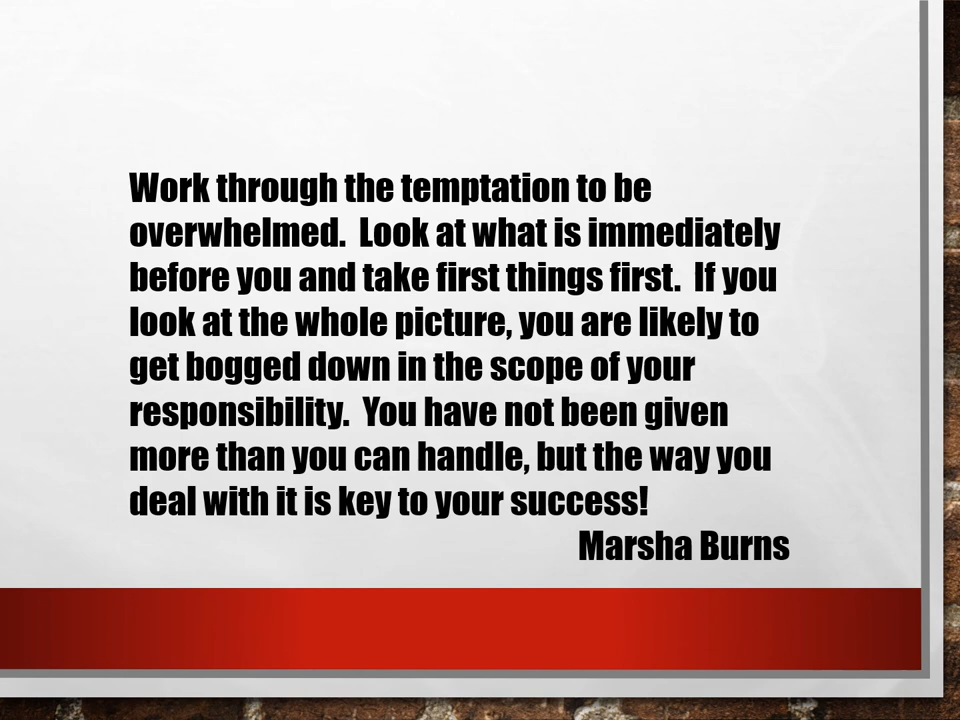 Work through the temptation to be
overwhelmed.  Look at what is immediately
before you and take first things first.  If you
look at the whole picture, you are likely to
get bogged down in the scope of your
responsibility.  You have not been given
more than you can handle, but the way you
deal with it is key to your success!
Marsha Burns